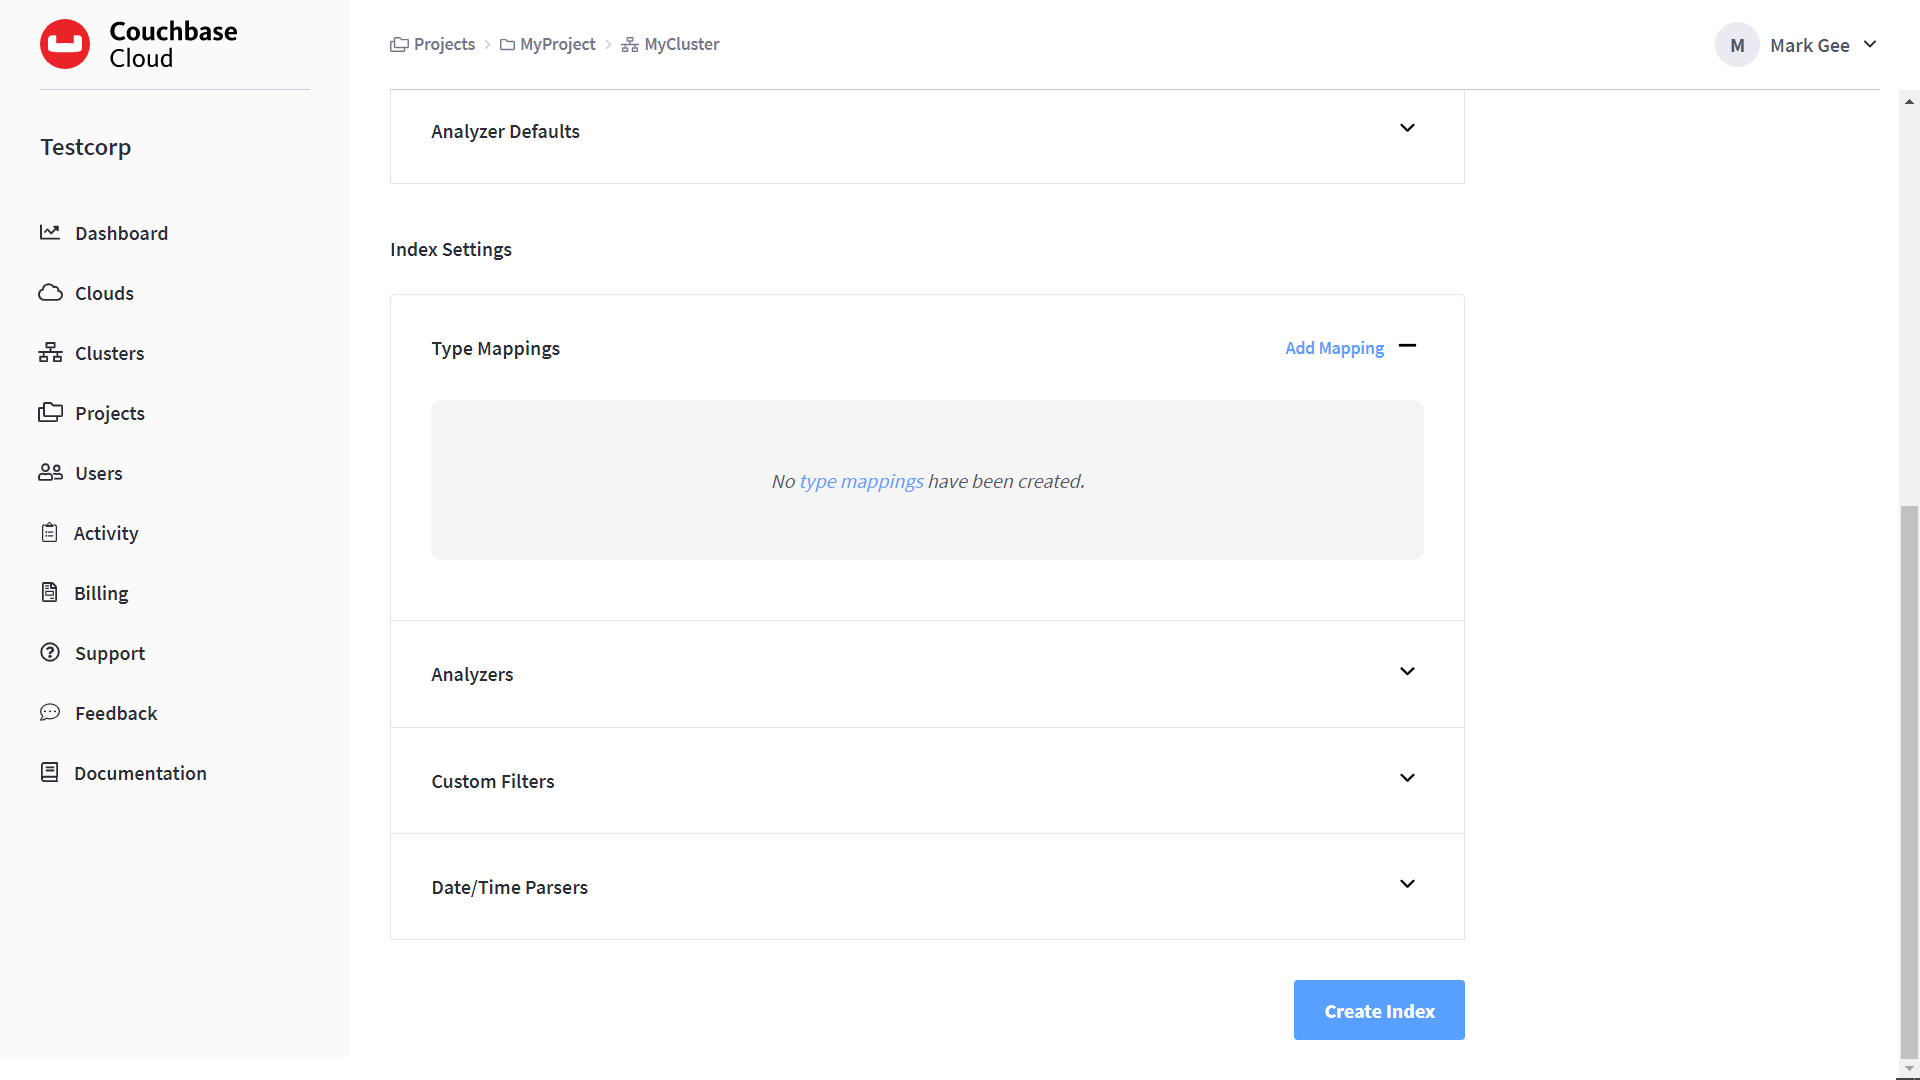 Couchbase
Cloud
Projects > MyProject > MyCluster
M Mark Gee
Testcorp
Dashboard
Clouds
Clusters
Projects
Users
Activity
Billing
Support
Feedback
Documentation
Analyzer Defaults
Index Settings
Type Mappings
Add Mapping
No type mappings have been created.
Analyzers
Custom Filters
Date/Time Parsers
Create Index